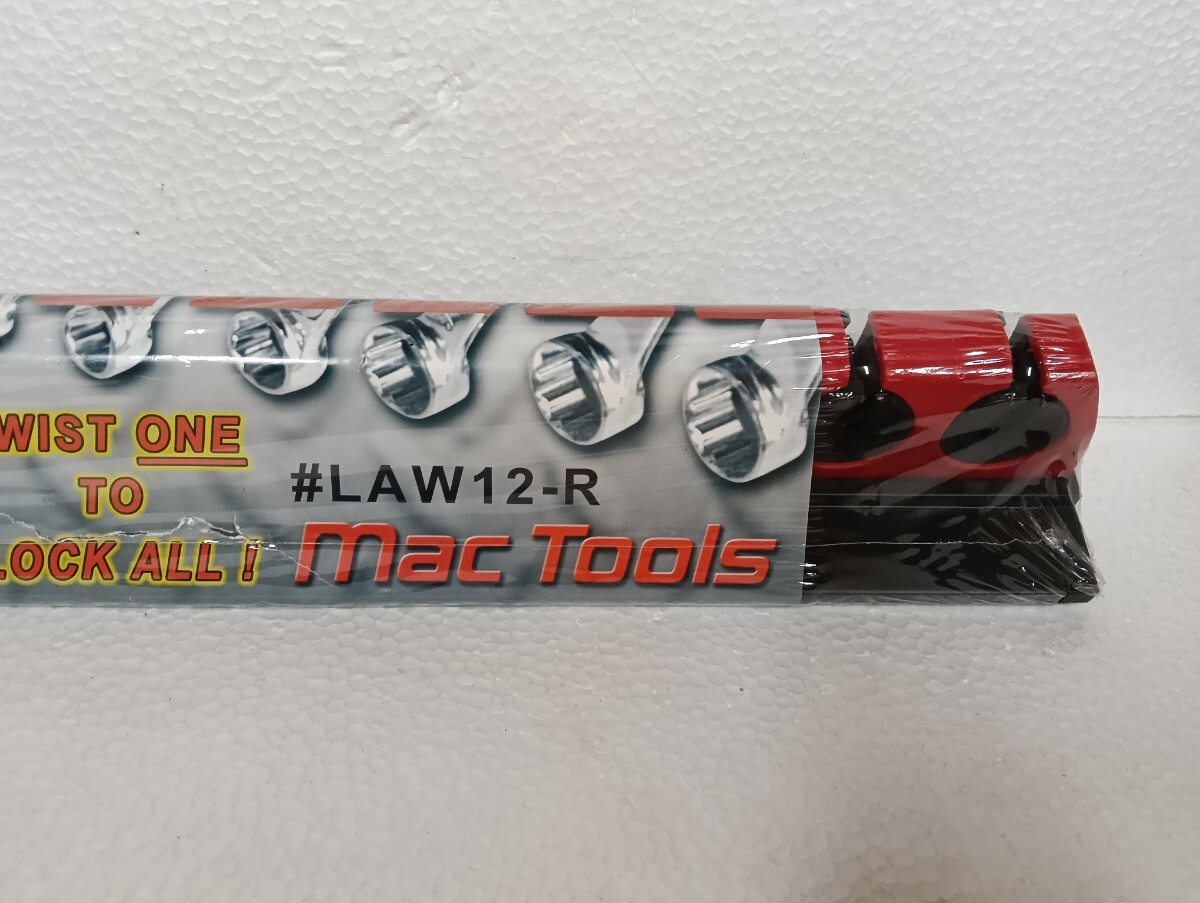 WIST ONE
TO
LOCK ALL !
#LAW12-R
mac Tools